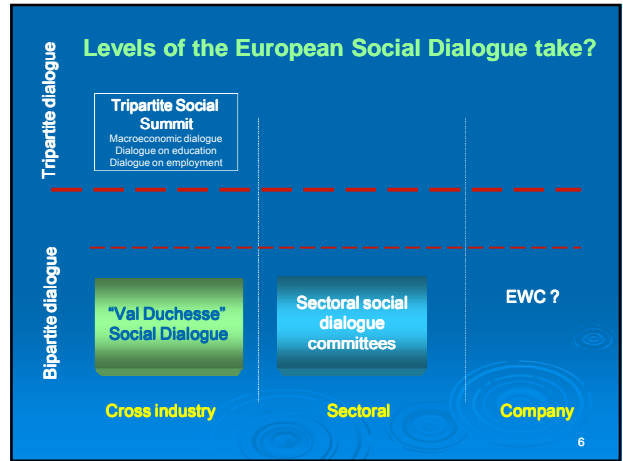 Levels of the European Social Dialogue take?
Tripartite dialogue
Tripartite Social
Summit
Macroeconomic dialogue
Dialogue on education
Dialogue on employment
Bipartite dialogue
“Val Duchesse”
Social Dialogue
Sectoral social
dialogue
committees
EWC ?
Cross industry
Sectoral
Company
6